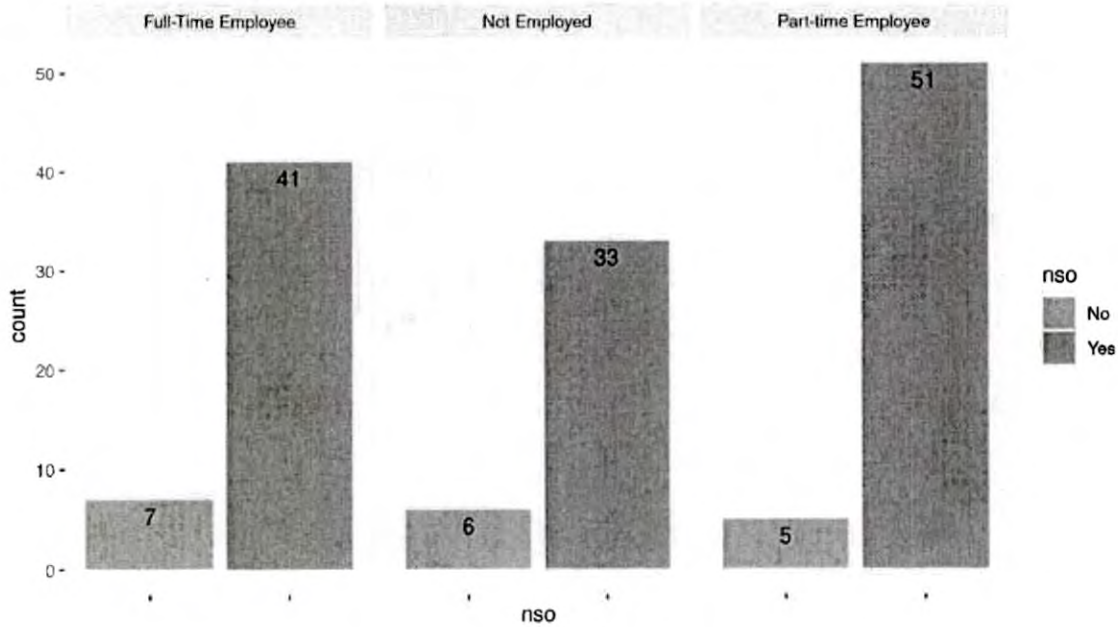 Full-Time Employee
Not Employed
Part-time Employee
50
40
30
20
10
0
count
41
7
33
6
51
5
nso
nso
No
Yes